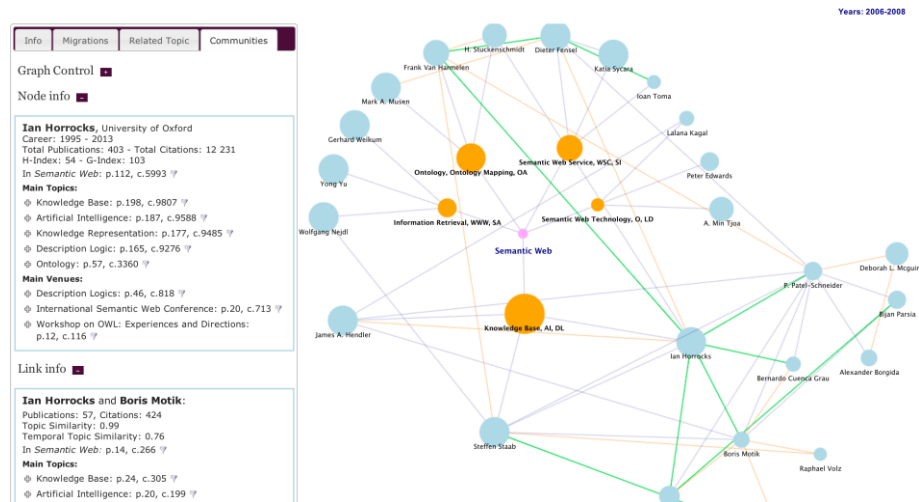 Years: 2006-2008
Info
Migrations
Related Topic
Communities
Graph Control
Node info
Ian Horrocks, University of Oxford
Career: 1995 - 2013
Total Publications: 403 - Total Citations: 12 231
H-Index: 54 - G-Index: 103
In Semantic Web: p.112, c.5993
Main Topics:
Knowledge Base: p.198, c.9807
Artificial Intelligence: p.187, c.9588
Knowledge Representation: p.177, c.9485
Description Logic: p.165, c.9276
Ontology: p.57, c.3360
Main Venues:
Description Logics: p.46, c.818
International Semantic Web Conference: p.20, c.713
Workshop on OWL: Experiences and Directions:
p.12, c.116
Link info
Ian Horrocks and Boris Motik:
Publications: 57, Citations: 424
Topic Similarity: 0.99
Temporal Topic Similarity: 0.76
In Semantic Web: p.14, c.266
Main Topics:
Knowledge Base: p.24, c.305
Artificial Intelligence: p.20, c.199
H. Stuckenschmidt
Dieter Fensel
Frank Van Harmelen
Katia Sycara
Mark A. Musen
Ioan Toma
Lalana Kagal
Gerhard Weikum
Semantic Web Service, WSC, SI
Ontology, Ontology Mapping, OA
Peter Edwards
Yong Yu
Semantic Web Technology, O, LD
Information Retrieval, WWW, SA
A. Min Tjoa
Wolfgang Nejdl
Semantic Web
Deborah L. Mcguin
P. Patel-Schneider
Bijan Parsia
Knowledge Base, AI, DL
James A. Hendler
Ian Horrocks
Alexander Borgida
Bernardo Cuenca Grau
Steffen Staab
Boris Motik
Raphael Volz